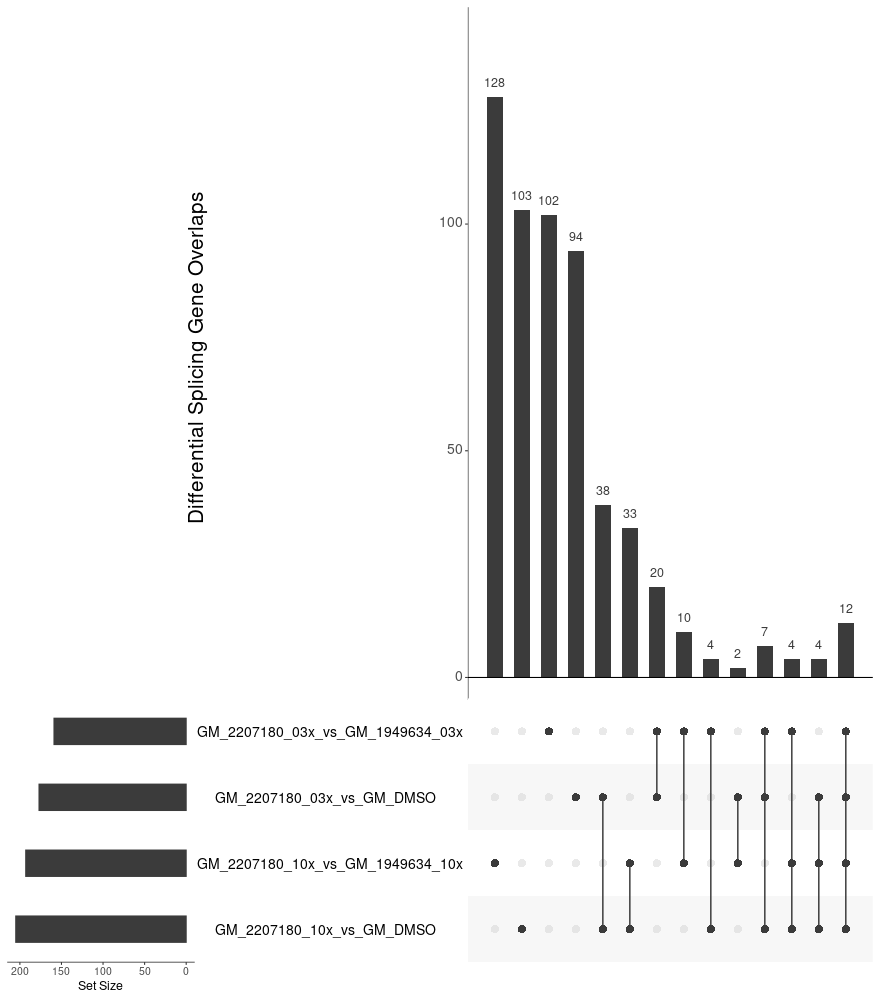 Differential Splicing Gene Overlaps
100
50
0
128
103
102
94
38
33
20
10
4
2
7
4
4
12
GM_2207180_03x_vs_GM_1949634_03x
GM_2207180_03x_vs_GM_DMSO
GM_2207180_10x_vs_GM_1949634_10x
GM_2207180_10x_vs_GM_DMSO
200 150 100 50 0
Set Size